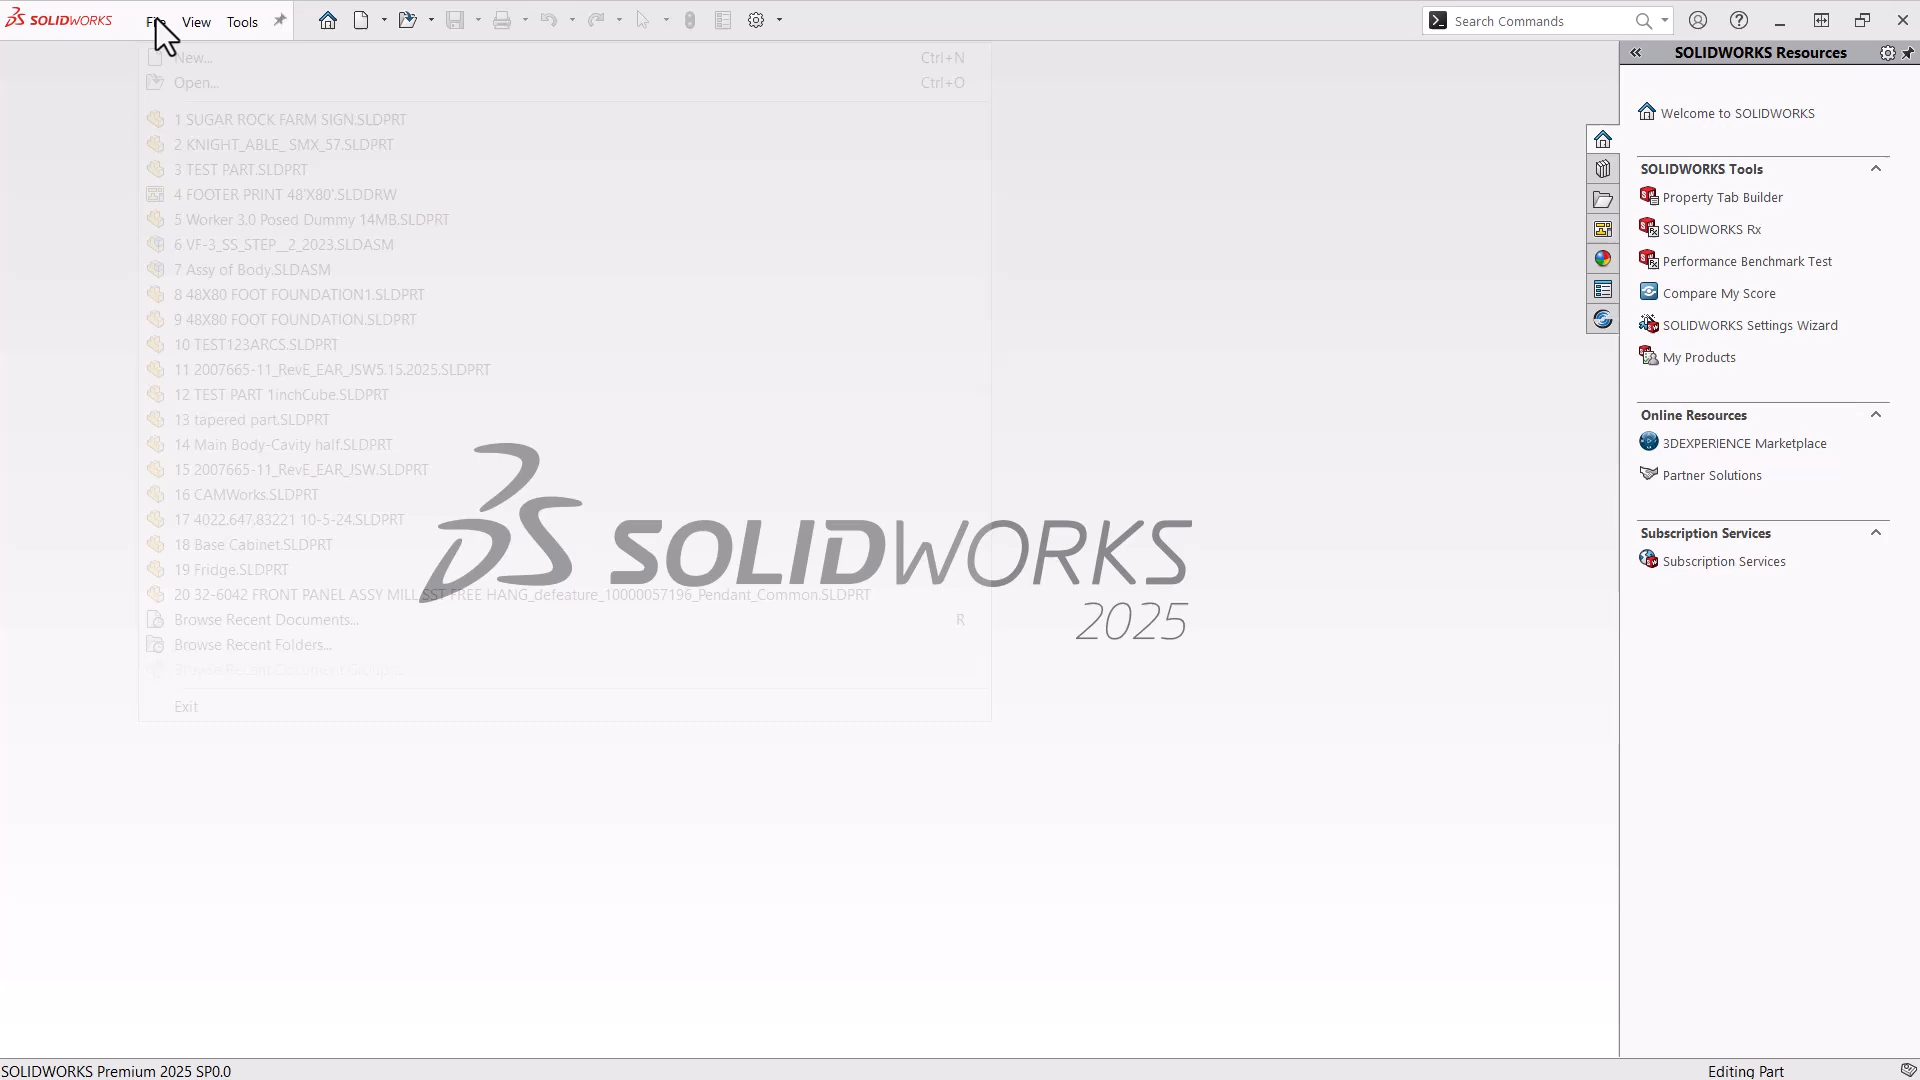 SOLIDWORKS
File View Tools
Search Commands
New... Ctrl+N
Open... Ctrl+O
1 SUGAR ROCK FARM SIGN.SLDPRT
2 KNIGHT_ABLE_ SMX_57.SLDPRT
3 TEST PART.SLDPRT
4 FOOTER PRINT 48'X80'.SLDDRW
5 Worker 3.0 Posed Dummy 14MB.SLDPRT
6 VF-3_SS_STEP__2_2023.SLDASM
7 Assy of Body.SLDASM
8 48X80 FOOT FOUNDATION1.SLDPRT
9 48X80 FOOT FOUNDATION.SLDPRT
10 TEST123ARCS.SLDPRT
11 2007665-11_RevE_EAR_JSW5.15.2025.SLDPRT
12 TEST PART 1inchCube.SLDPRT
13 tapered part.SLDPRT
14 Main Body-Cavity half.SLDPRT
15 2007665-11_RevE_EAR_JSW.SLDPRT
16 CAMWorks.SLDPRT
17 4022.647.83221 10-5-24.SLDPRT
18 Base Cabinet.SLDPRT
19 Fridge.SLDPRT
20 32-6042 FRONT PANEL ASSY MILL SST FREE HANG_defeature_10000057196_Pendant_Common.SLDPRT
Browse Recent Documents... R
Browse Recent Folders...
Exit
SOLIDWORKS
2025
SOLIDWORKS Resources
Welcome to SOLIDWORKS
SOLIDWORKS Tools
Property Tab Builder
SOLIDWORKS Rx
Performance Benchmark Test
Compare My Score
SOLIDWORKS Settings Wizard
My Products
Online Resources
3DEXPERIENCE Marketplace
Partner Solutions
Subscription Services
Subscription Services
SOLIDWORKS Premium 2025 SP0.0
Editing Part